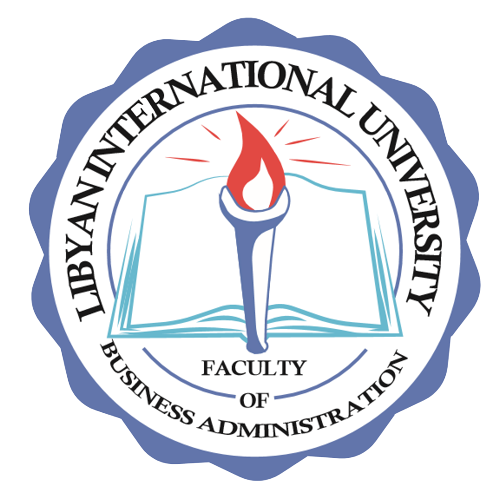 LIBYAN INTERNATIONAL UNIVERSITY
FACULTY
OF
BUSINESS ADMINISTRATION